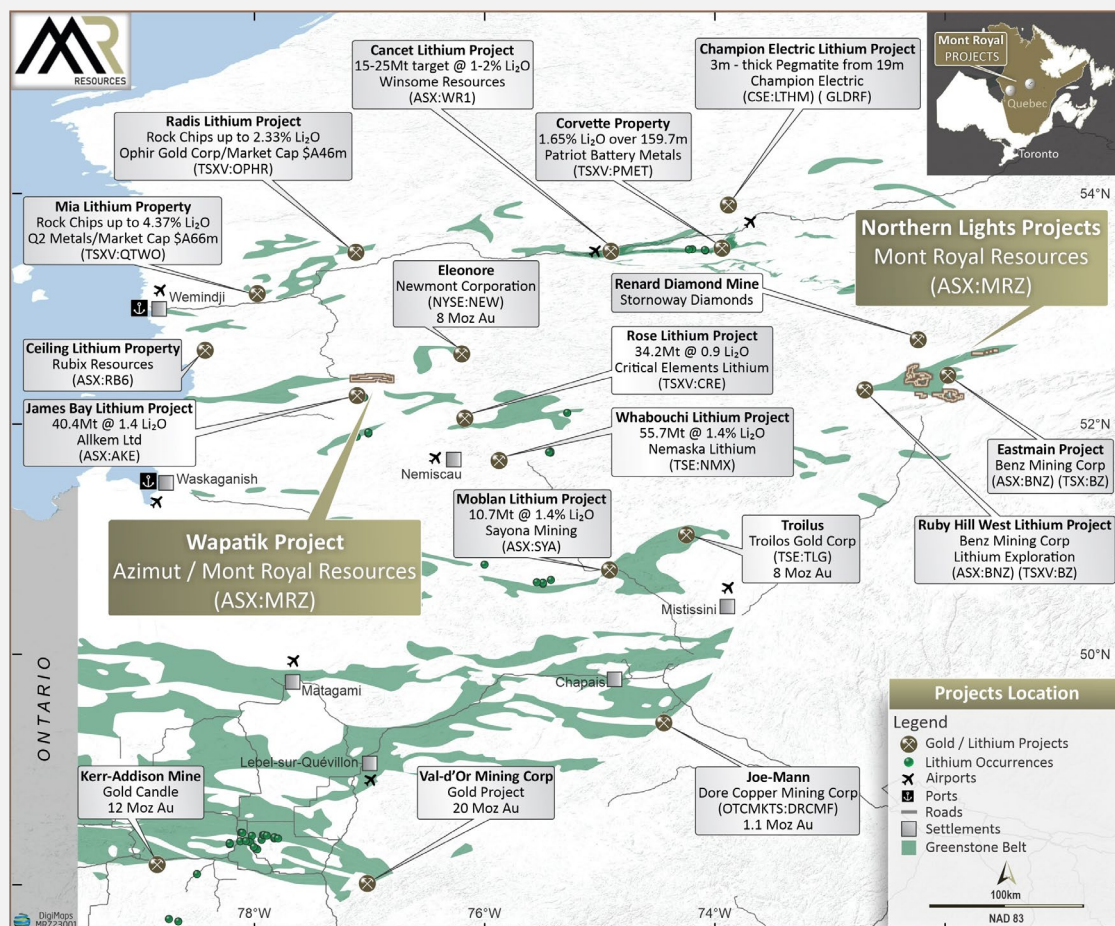 MR
RESOURCES
Cancet Lithium Project
15-25Mt target @ 1-2% Li₂O
Winsome Resources
(ASX:WR1)
Champion Electric Lithium Project
3m - thick Pegmatite from 19m
Champion Electric
(CSE:LTHM) ( GLDRF)
Mont Royal
PROJECTS
Quebec
Toronto
Radis Lithium Project
Rock Chips up to 2.33% Li₂O
Ophir Gold Corp/Market Cap $A46m
(TSXV:OPHR)
Corvette Property
1.65% Li₂O over 159.7m
Patriot Battery Metals
(TSXV:PMET)
54°N
Mia Lithium Property
Rock Chips up to 4.37% Li₂O
Q2 Metals/Market Cap $A66m
(TSXV:QTWO)
Northern Lights Projects
Mont Royal Resources
(ASX:MRZ)
Eleonore
Newmont Corporation
(NYSE:NEW)
8 Moz Au
Renard Diamond Mine
Stornoway Diamonds
Wemindji
Ceiling Lithium Property
Rubix Resources
(ASX:RB6)
Rose Lithium Project
34.2Mt @ 0.9 Li₂O
Critical Elements Lithium
(TSXV:CRE)
James Bay Lithium Project
40.4Mt @ 1.4 Li₂O
Allkem Ltd
(ASX:AKE)
Whabouchi Lithium Project
55.7Mt @ 1.4% Li₂O
Nemaska Lithium
(TSE:NMX)
52°N
Eastmain Project
Benz Mining Corp
(ASX:BNZ) (TSX:BZ)
Nemiscau
Waskaganish
Moblan Lithium Project
10.7Mt @ 1.4% Li₂O
Sayona Mining
(ASX:SYA)
Troilus
Troilos Gold Corp
(TSE:TLG)
8 Moz Au
Ruby Hill West Lithium Project
Benz Mining Corp
Lithium Exploration
(ASX:BNZ) (TSXV:BZ)
Wapatik Project
Azimut / Mont Royal Resources
(ASX:MRZ)
Mistissini
50°N
ONTARIO
Matagami
Chapais
Lebel-sur-Quévillon
Kerr-Addison Mine
Gold Candle
12 Moz Au
Val-d'Or Mining Corp
Gold Project
20 Moz Au
Joe-Mann
Dore Copper Mining Corp
(OTCMKTS:DRCMF)
1.1 Moz Au
Projects Location
Legend
Gold / Lithium Projects
Lithium Occurrences
Airports
Ports
Roads
Settlements
Greenstone Belt
100km
NAD 83
78°W
76°W
74°W
DigiMaps
MRZ23001